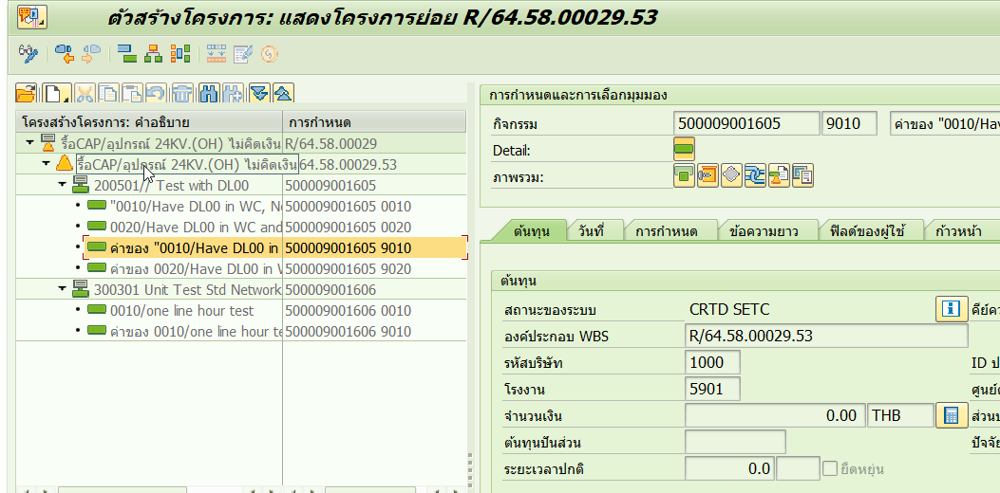 ตัวสร้างโครงการ: แสดงโครงการย่อย R/64.58.00029.53
โครงสร้างโครงการ: คำอธิบาย การกำหนด
รื้อCAP/อุปกรณ์ 24KV.(OH) ไม่คิดเงิน R/64.58.00029
รื้อCAP/อุปกรณ์ 24KV.(OH) ไม่คิดเงิน 64.58.00029.53
200501// Test with DL00 500009001605
"0010/Have DL00 in WC, N 500009001605 0010
0020/Have DL00 in WC and 500009001605 0020
ค่าของ "0010/Have DL00 in 500009001605 9010
ค่าของ 0020/Have DL00 in 500009001605 9020
300301 Unit Test Std Network 500009001606
0010/one line hour test 500009001606 0010
ค่าของ 0010/one line hour te 500009001606 9010
การกำหนดและการเลือกมุมมอง
กิจกรรม 500009001605 9010 ค่าของ "0010/Hav
Detail:
ภาพรวม:
ต้นทุน วันที่ การกำหนด ข้อความยาว ฟิลด์ของผู้ใช้ ก้าวหน้า
ต้นทุน
สถานะของระบบ CRTD SETC คีย์คว
องค์ประกอบ WBS R/64.58.00029.53
รหัสบริษัท 1000 ID ป
โรงงาน 5901 ศูนย์ต
จำนวนเงิน 0.00 THB ส่วน
ต้นทุนปันส่วน ปัจจัย
ระยะเวลาปกติ 0.0 ยืดหยุ่น